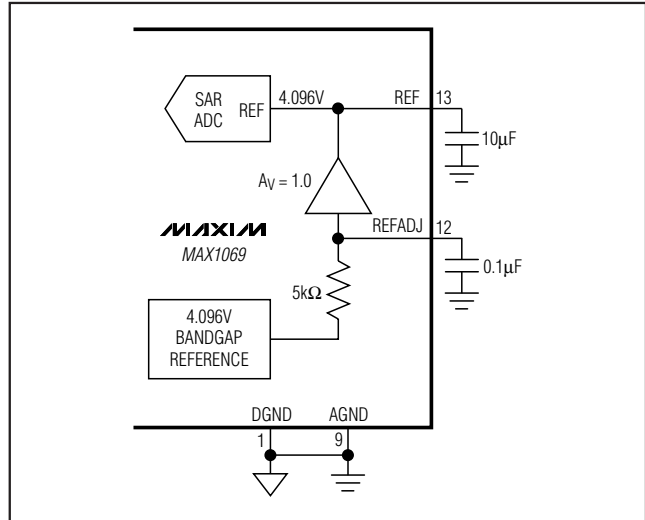 SAR
ADC
REF
4.096V
REF
13
10µF
AV = 1.0
REFADJ
12
MAXIM
MAX1069
0.1µF
5kΩ
4.096V
BANDGAP
REFERENCE
DGND
AGND
1
9